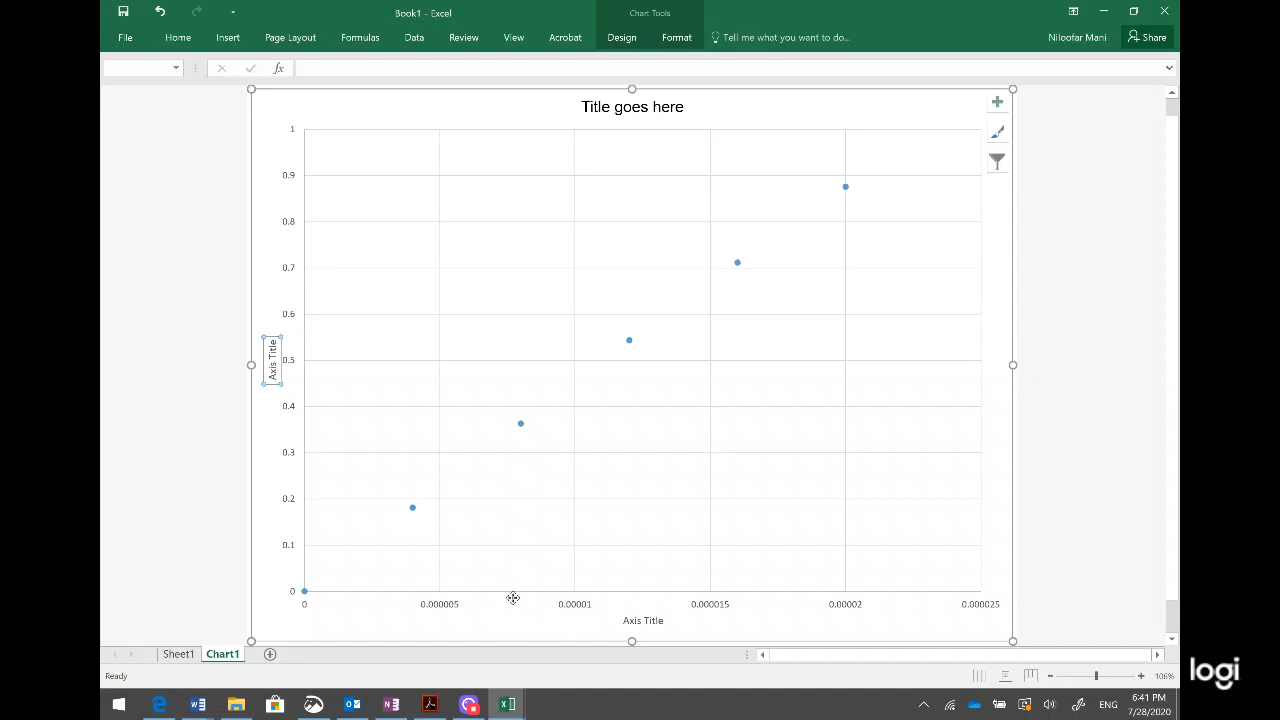 Book1 - Excel
Chart Tools
File
Home
Insert
Page Layout
Formulas
Data
Review
View
Acrobat
Design
Format
Tell me what you want to do...
Niloofar Mani
Share
fx
Title goes here
1
0.9
0.8
0.7
0.6
0.5
0.4
0.3
0.2
0.1
0
Axis Title
0
0.000005
0.00001
0.000015
0.00002
0.000025
Axis Title
Sheet1
Chart1
Ready
106%
logi
ENG
6:41 PM
7/28/2020